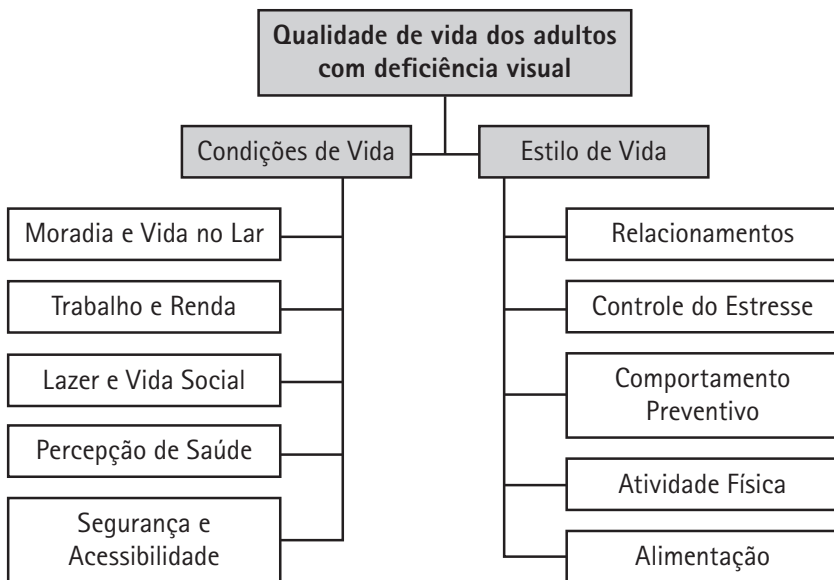 Qualidade de vida dos adultos
com deficiência visual
Condições de Vida
Estilo de Vida
Moradia e Vida no Lar
Trabalho e Renda
Lazer e Vida Social
Percepção de Saúde
Segurança e
Acessibilidade
Relacionamentos
Controle do Estresse
Comportamento
Preventivo
Atividade Física
Alimentação